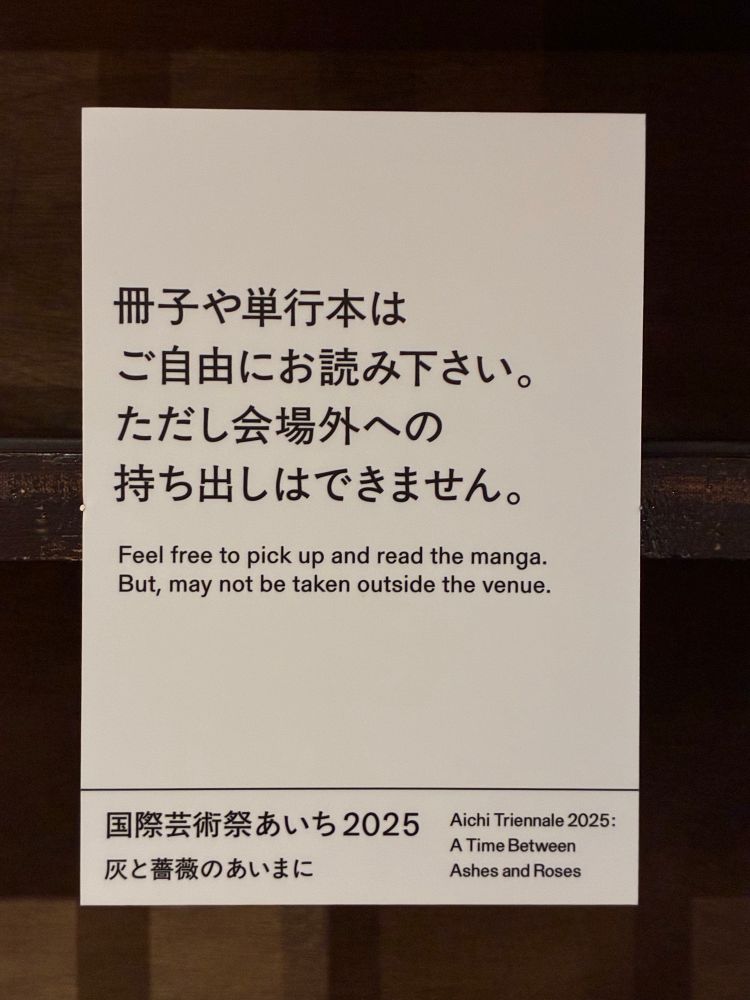 冊子や単行本は
ご自由にお読み下さい。
ただし会場外への
持ち出しはできません。
Feel free to pick up and read the manga.
But, may not be taken outside the venue.
国際芸術祭あいち2025
灰と薔薇のあいまに
Aichi Triennale 2025:
A Time Between
Ashes and Roses